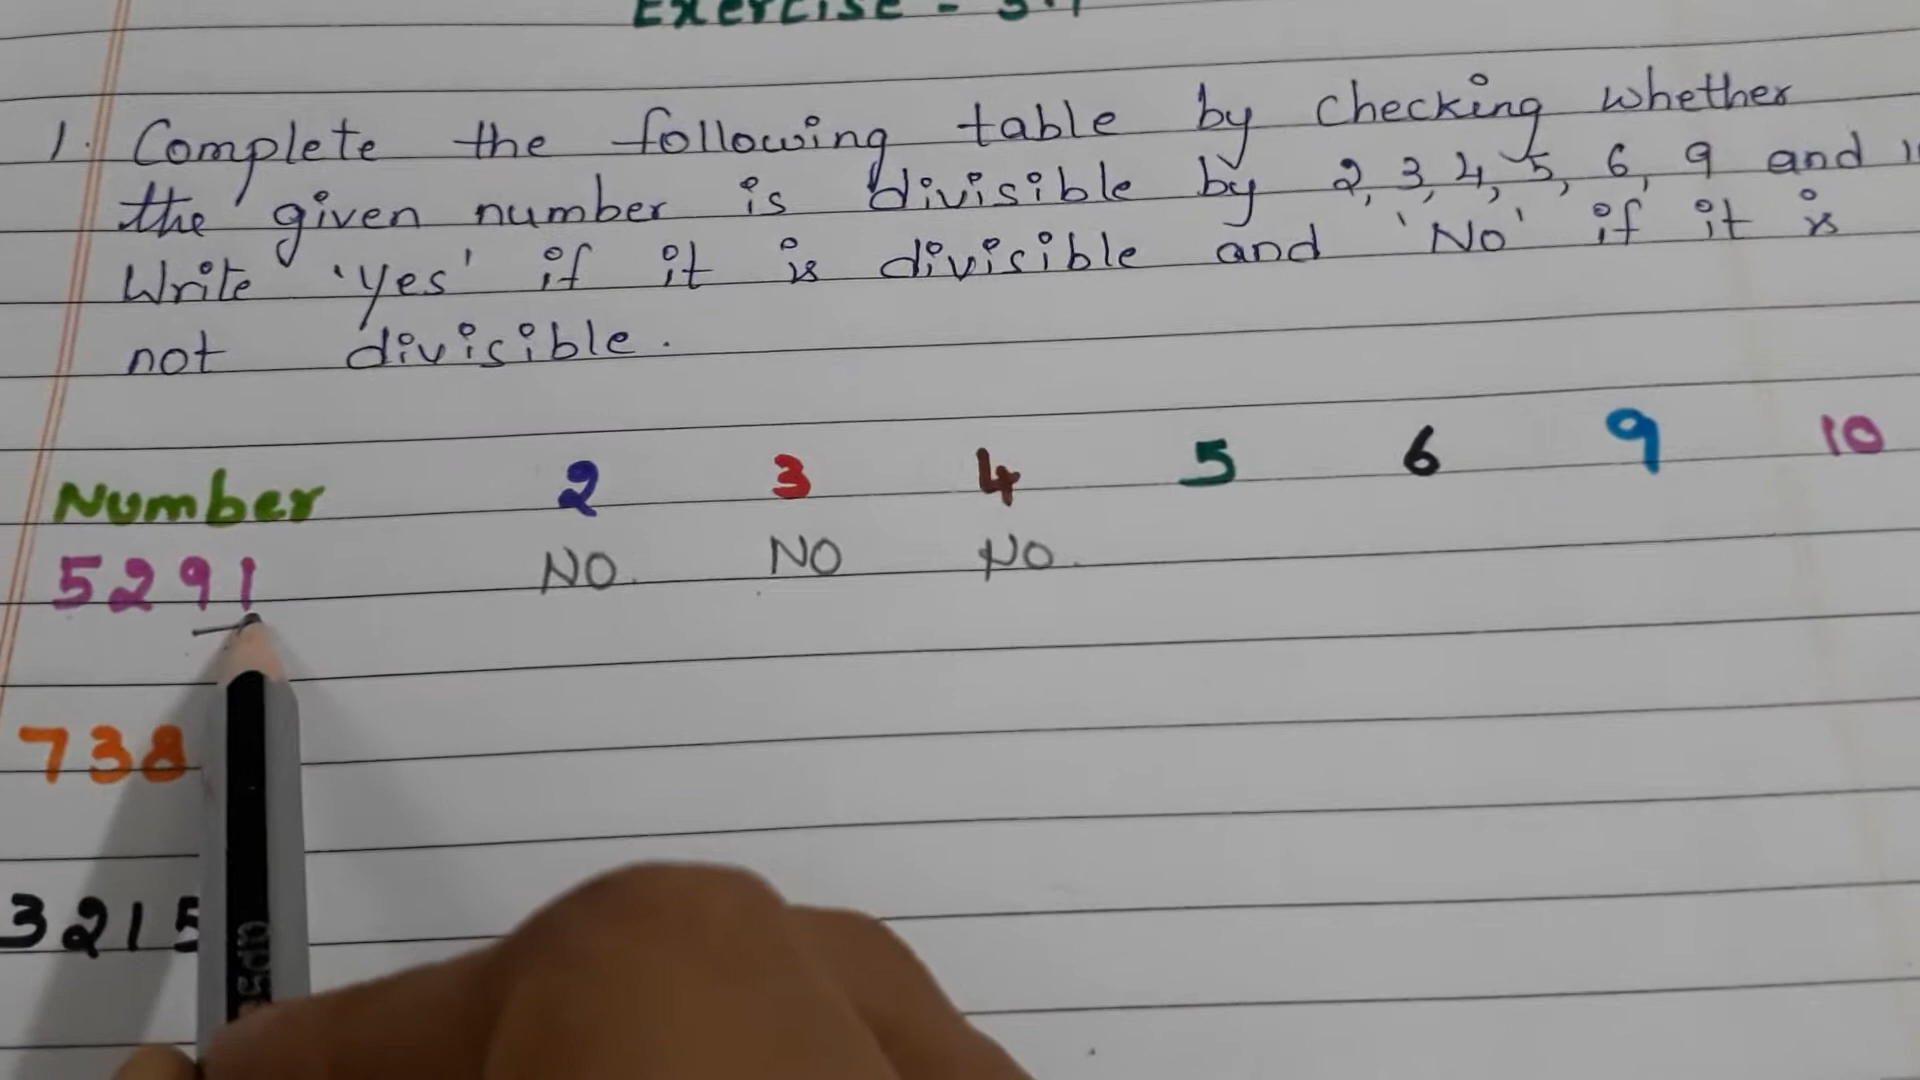 Exercise - 3.1
1. Complete the following table by checking whether
the given number is divisible by 2, 3, 4, 5, 6, 9 and
Write 'yes' if it is divisible and 'No' if it is
not divisible.
Number 2 3 4 5 6 9 10
5291 NO. NO NO.
738
3215